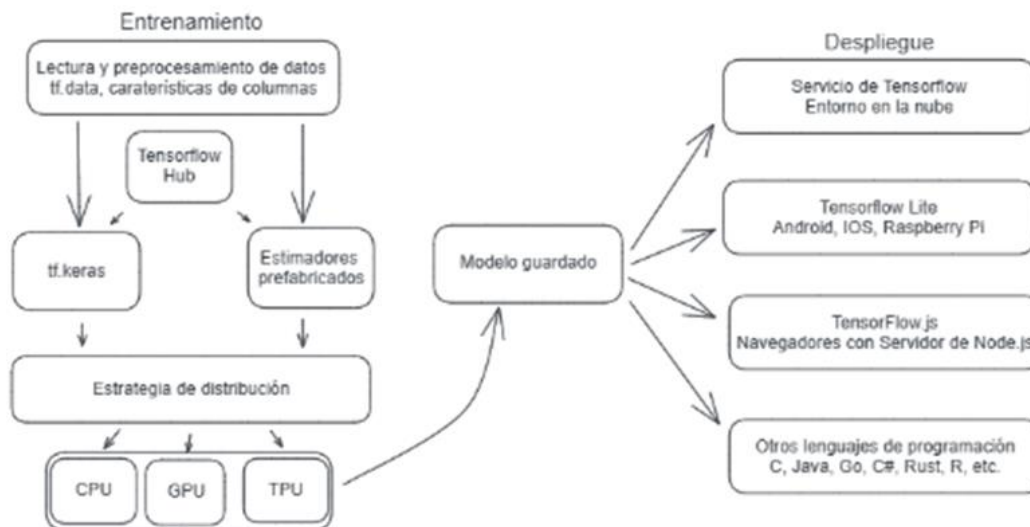 Entrenamiento
Lectura y preprocesamiento de datos
tf.data, caraterísticas de columnas
Tensorflow
Hub
tf.keras
Estimadores
prefabricados
Estrategia de distribución
CPU
GPU
TPU
Modelo guardado
Despliegue
Servicio de Tensorflow
Entorno en la nube
Tensorflow Lite
Android, IOS, Raspberry Pi
TensorFlow.js
Navegadores con Servidor de Node.js
Otros lenguajes de programación
C, Java, Go, C#, Rust, R, etc.